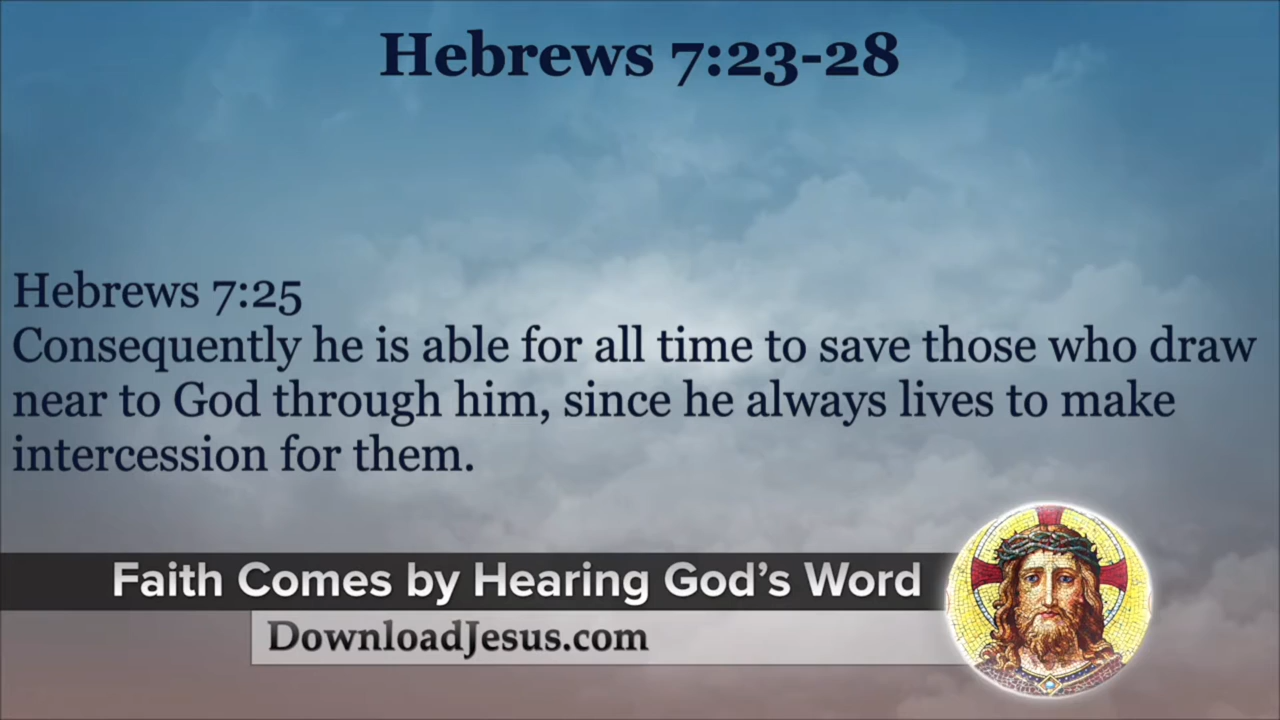 Hebrews 7:23-28
Hebrews 7:25
Consequently he is able for all time to save those who draw
near to God through him, since he always lives to make
intercession for them.
Faith Comes by Hearing God’s Word
DownloadJesus.com